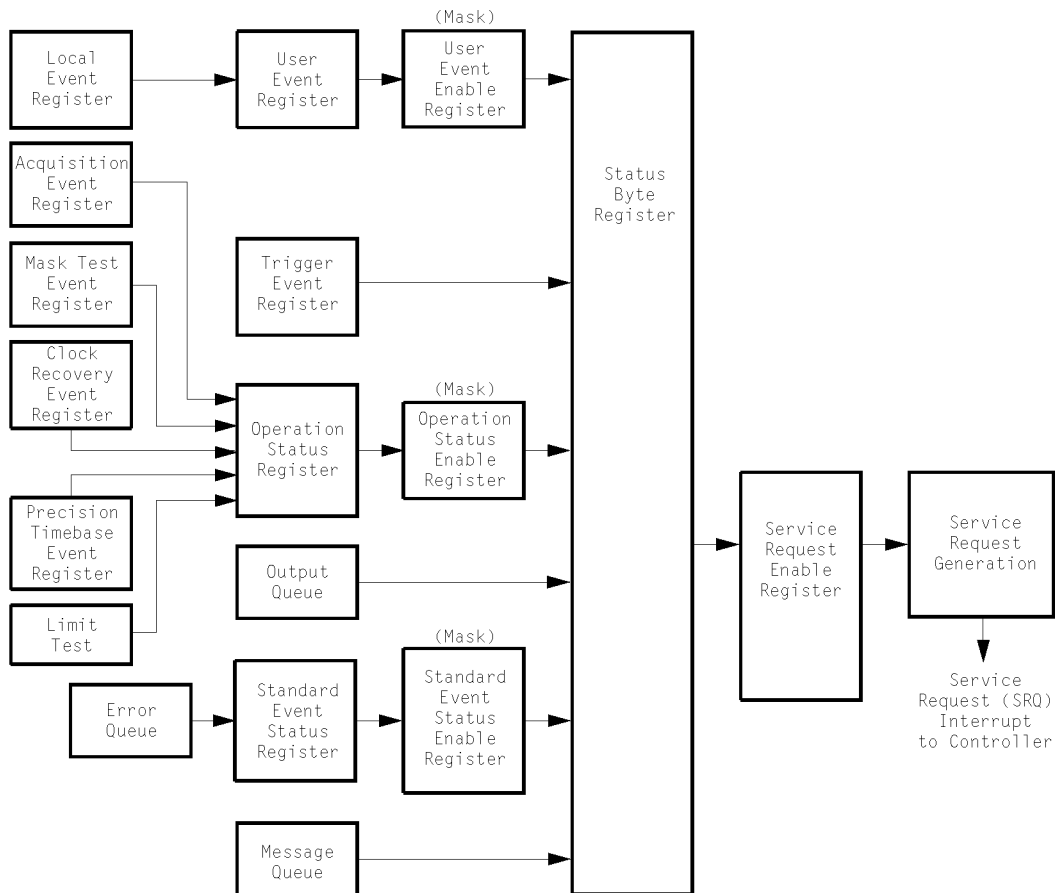 Local
Event
Register
User
Event
Register
(Mask)
User
Event
Enable
Register
Acquisition
Event
Register
Status
Byte
Register
Mask Test
Event
Register
Trigger
Event
Register
Clock
Recovery
Event
Register
Operation
Status
Register
(Mask)
Operation
Status
Enable
Register
Precision
Timebase
Event
Register
Service
Request
Enable
Register
Service
Request
Generation
Output
Queue
Limit
Test
Error
Queue
Standard
Event
Status
Register
(Mask)
Standard
Event
Status
Enable
Register
Service
Request (SRQ)
Interrupt
to Controller
Message
Queue